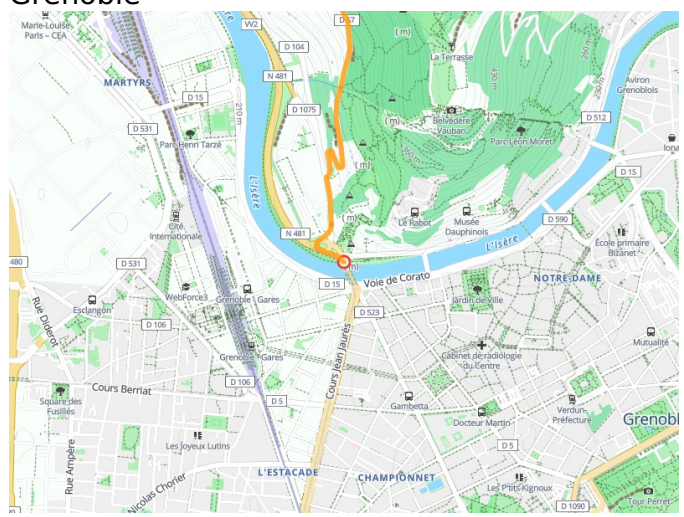 Grenoble
Marie-Louise
Paris – CEA
VV2
D 57
D 104
( m)
La Terrasse
260 m
N 481
430 m
250 m
Aviron
Grenoblois
MARTYRS
D 15
210 m
D 1075
( m)
Belvédère
Vauban
D 512
D 531
Parc Henri Tarzé
360 m
Parc Léon Moret
Iona
( m)
D 15
L'Isère
Cité
Internationale
N 481
( m)
Le Rabot
Musée
Dauphinois
D 590
L'Isère
École primaire
Bizanet
480
D 531
m)
Voie de Corato
NOTRE-DAME
Rue Diderot
Esclangon
WebForce3
Grenoble - Gares
D 15
Jardin de Ville
D 106
D 523
Mutualité
Grenoble - Gares
Cours Jean Jaurès
Cabinet de radiologie
du Centre
D 106
Cours Berriat
D 5
Square des
Fusillés
Gambetta
Verdun-
Préfecture
Docteur Martin
Grenobl
Les Joyeux Lutins
D 5
Rue Ampère
L'ESTACADE
CHAMPIONNET
Nicolas Chorier
Les P'tits Kignoux
Tour Perret
D 1090